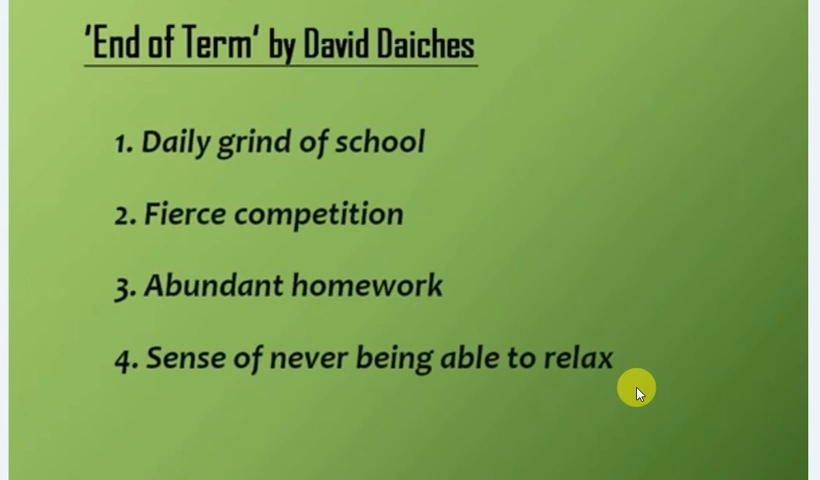 'End of Term' by David Daiches
1. Daily grind of school
2. Fierce competition
3. Abundant homework
4. Sense of never being able to relax